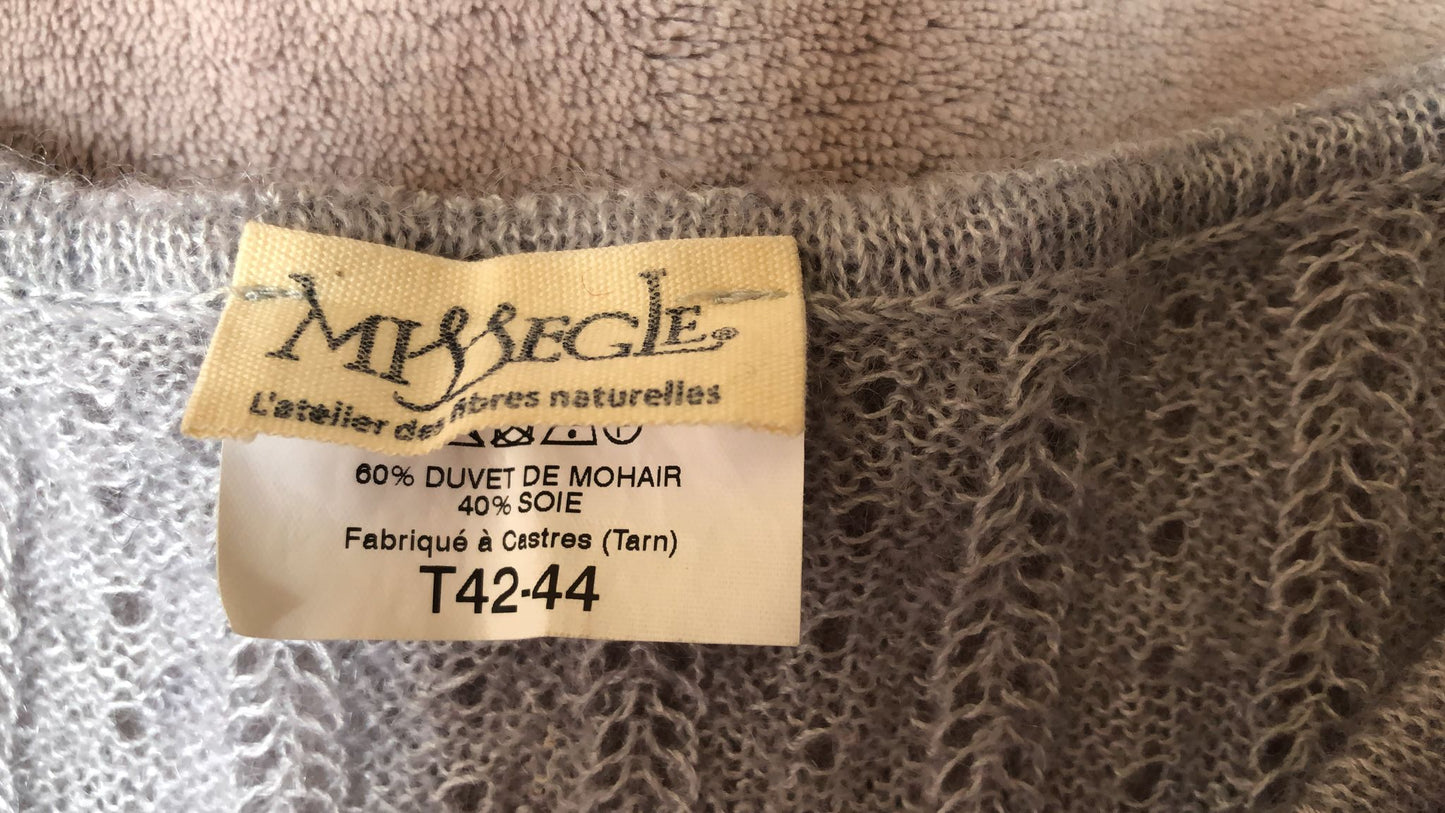 MISSEGLE®
L'atelier des fibres naturelles
60% DUVET DE MOHAIR
40% SOIE
Fabriqué à Castres (Tarn)
T42-44